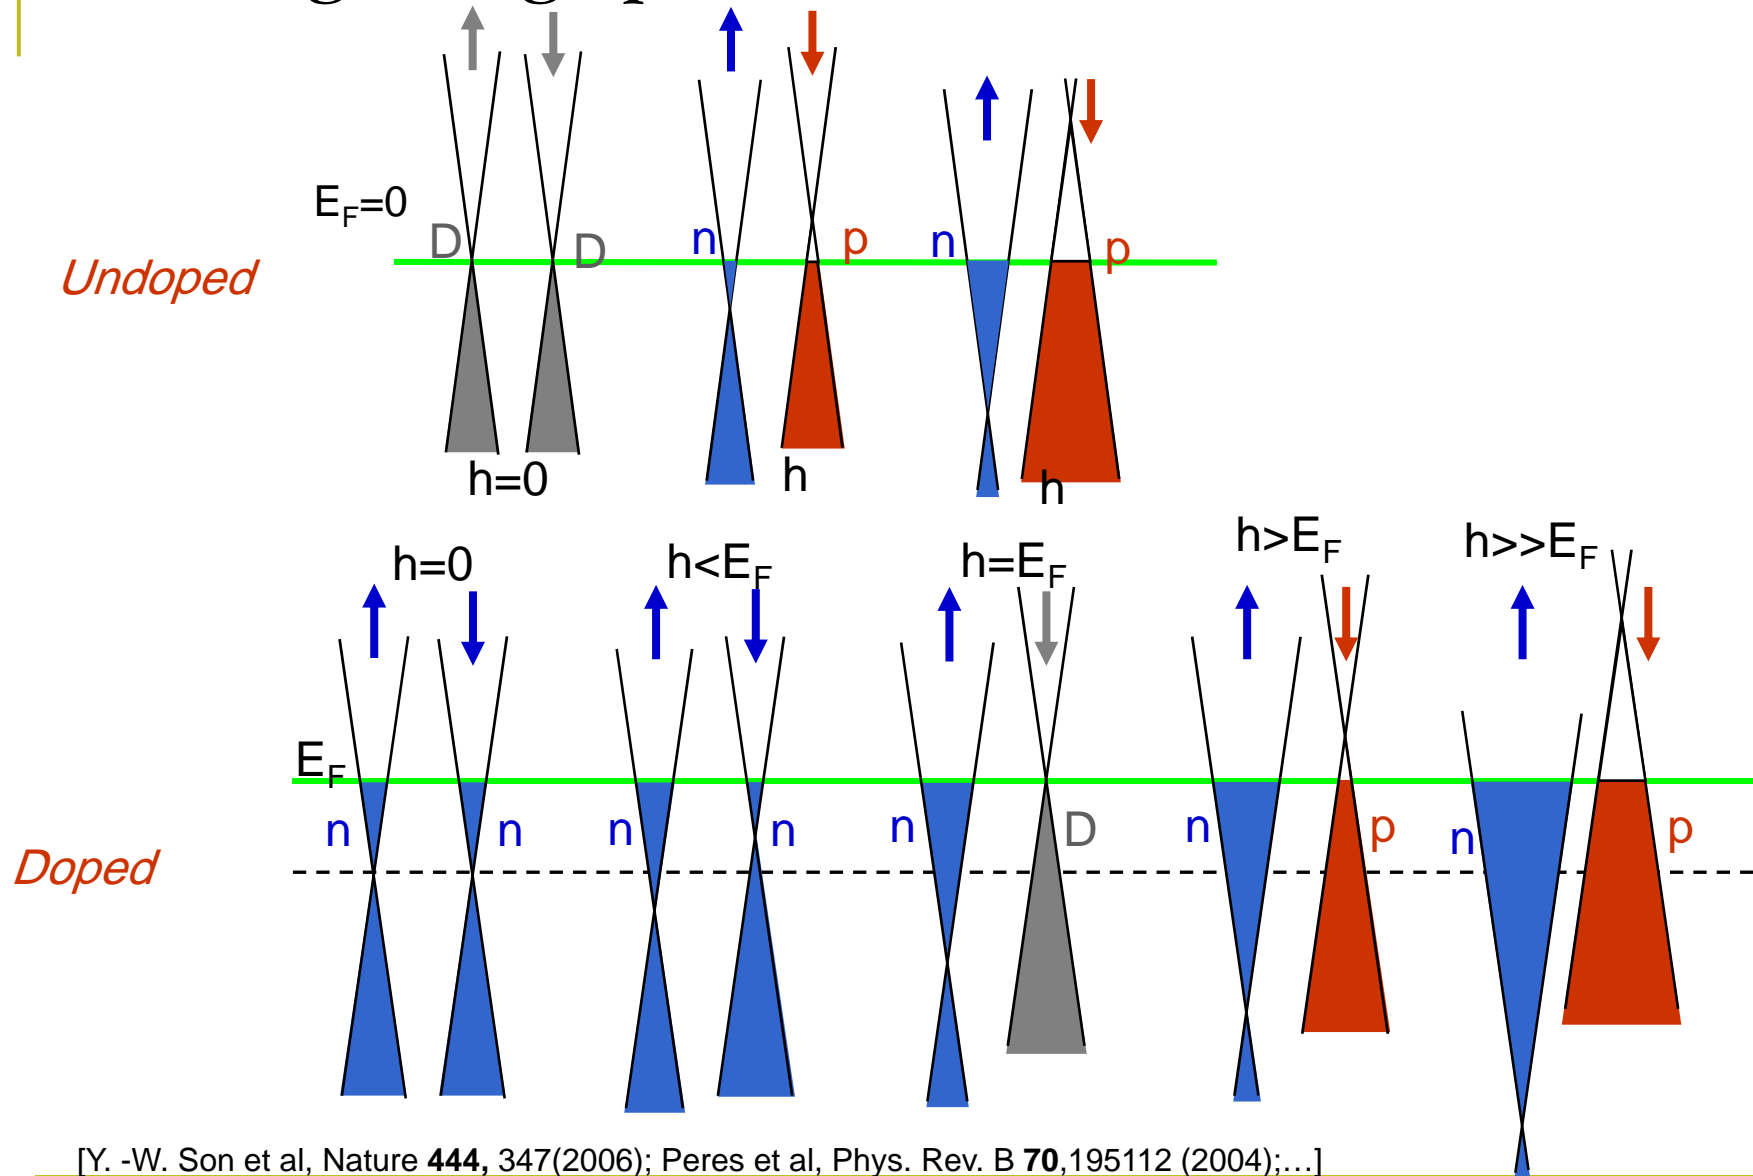 E_F=0
D D n p n p
Undoped
h=0 h h
h=0 h<E_F h=E_F h>E_F h>>E_F
E_F
n n n n n D n p n p
Doped
[Y. -W. Son et al, Nature 444, 347(2006); Peres et al, Phys. Rev. B 70,195112 (2004);…]